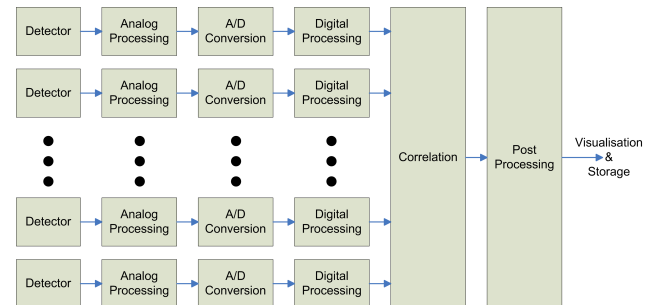 Detector
Analog
Processing
A/D
Conversion
Digital
Processing
Detector
Analog
Processing
A/D
Conversion
Digital
Processing
Correlation
Post
Processing
Visualisation
&
Storage
Detector
Analog
Processing
A/D
Conversion
Digital
Processing
Detector
Analog
Processing
A/D
Conversion
Digital
Processing